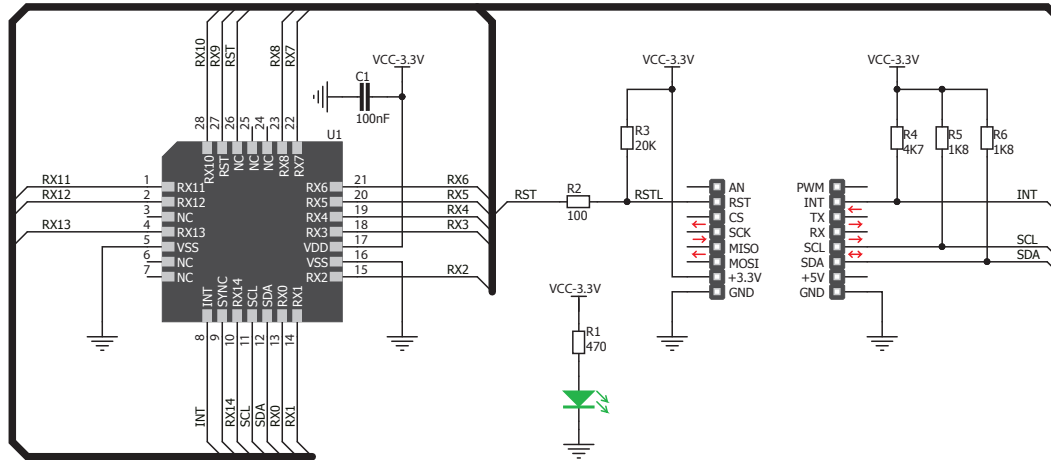 RX10
RX9
RST
RX8
RX7
VCC-3.3V
C1
100nF
28
27
26
25
24
23
22
U1
RX10
RST
NC
NC
NC
RX8
RX7
RX11 1 RX11
RX12 2 RX12
3 NC
RX13 4 RX13
5 VSS
6 NC
7 NC
RX6 21 RX6
RX5 20 RX5
RX4 19 RX4
RX3 18 RX3
VDD 17
VSS 16
RX2 15 RX2
INT
SYNC
RX14
SCL
SDA
RX0
RX1
8
9
10
11
12
13
14
INT
RX14
SCL
SDA
RX0
RX1
RST
R2
100
RSTL
VCC-3.3V
R3
20K
VCC-3.3V
R1
470
AN
RST
CS
SCK
MISO
MOSI
+3.3V
GND
PWM
INT
TX
RX
SCL
SDA
+5V
GND
VCC-3.3V
R4
4K7
R5
1K8
R6
1K8
INT
SCL
SDA